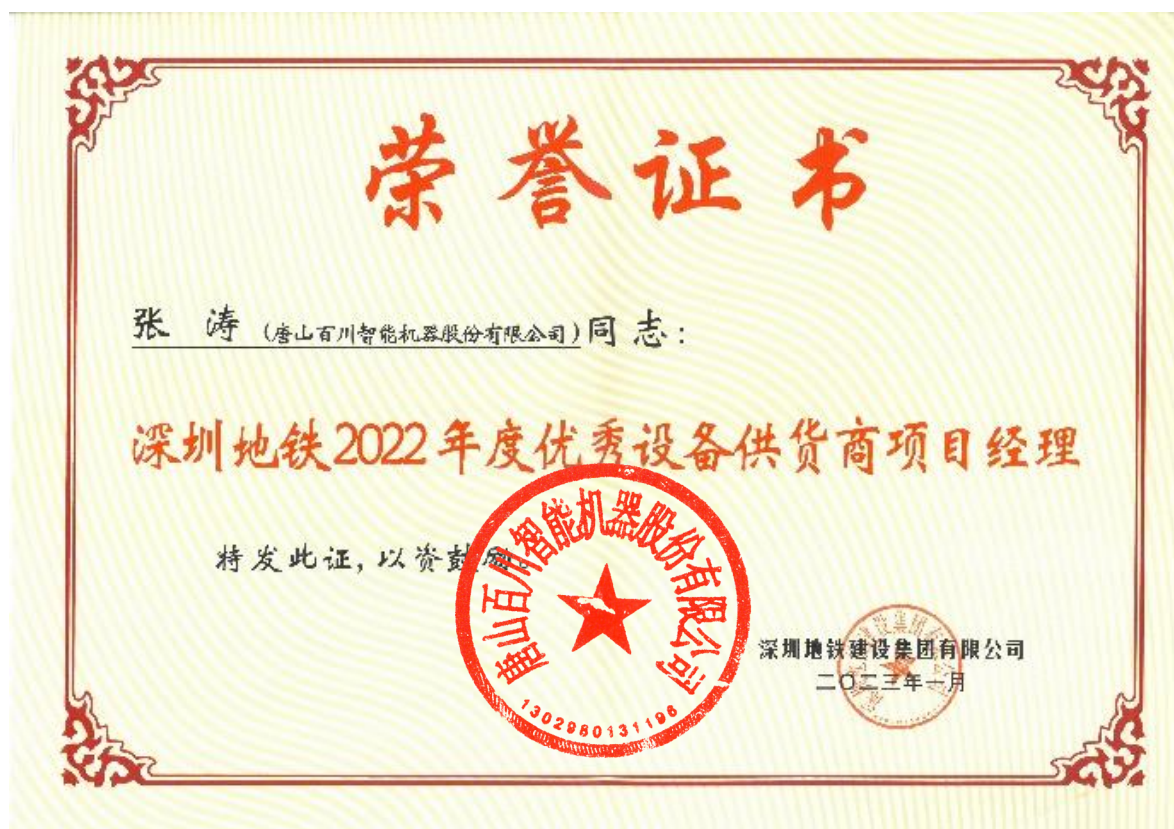 荣誉证书
张 涛 (唐山百川智能机器股份有限公司) 同志:
深圳地铁2022年度优秀设备供货商项目经理
特发此证,以资鼓励。
唐山百川智能机器股份有限公司
1302980131196
深圳地铁建设集团有限公司
二〇二三年一月